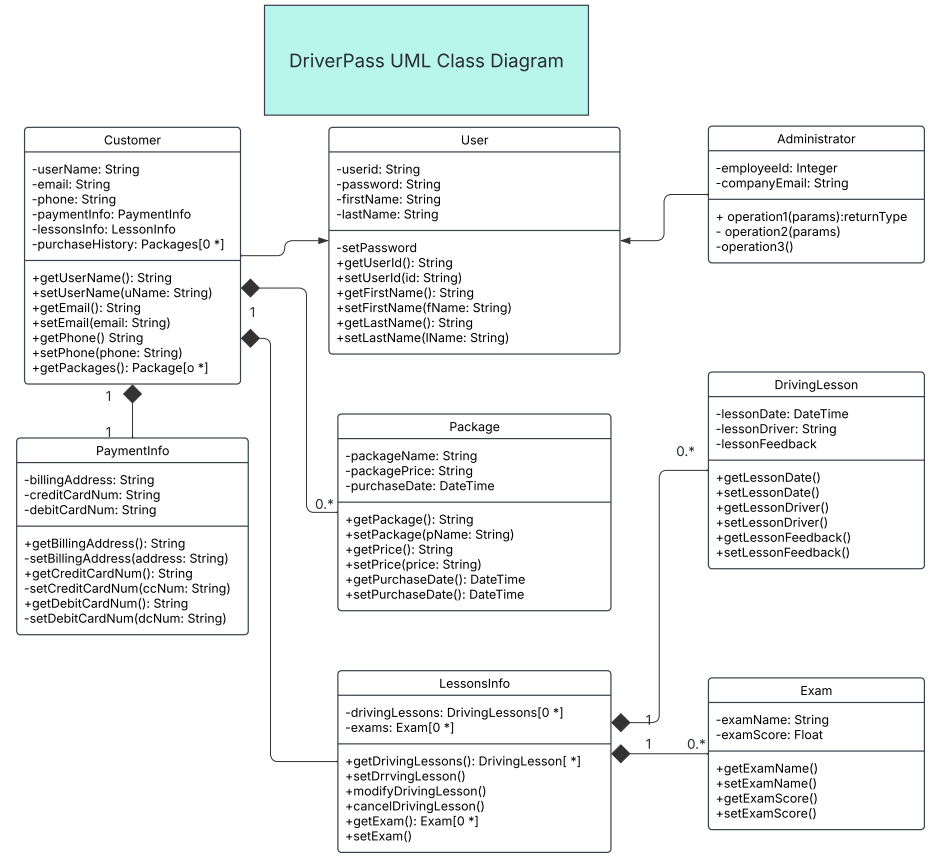 DriverPass UML Class Diagram
Customer
-userName: String
-email: String
-phone: String
-paymentInfo: PaymentInfo
-lessonsInfo: LessonInfo
-purchaseHistory: Packages[0 *]
+getUserName(): String
+setUserName(uName: String)
+getEmail(): String
+setEmail(email: String)
+getPhone() String
+setPhone(phone: String)
+getPackages(): Package[o *]
User
-userid: String
-password: String
-firstName: String
-lastName: String
-setPassword
+getUserId(): String
+setUserId(id: String)
+getFirstName(): String
+setFirstName(fName: String)
+getLastName(): String
+setLastName(lName: String)
Administrator
-employeeId: Integer
-companyEmail: String
+ operation1(params):returnType
- operation2(params)
-operation3()
1
1
1
PaymentInfo
-billingAddress: String
-creditCardNum: String
-debitCardNum: String
+getBillingAddress(): String
-setBillingAddress(address: String)
+getCreditCardNum(): String
-setCreditCardNum(ccNum: String)
+getDebitCardNum(): String
-setDebitCardNum(dcNum: String)
0.*
Package
-packageName: String
-packagePrice: String
-purchaseDate: DateTime
+getPackage(): String
+setPackage(pName: String)
+getPrice(): String
+setPrice(price: String)
+getPurchaseDate(): DateTime
+setPurchaseDate(): DateTime
0.*
DrivingLesson
-lessonDate: DateTime
-lessonDriver: String
-lessonFeedback
+getLessonDate()
+setLessonDate()
+getLessonDriver()
+setLessonDriver()
+getLessonFeedback()
+setLessonFeedback()
LessonsInfo
-drivingLessons: DrivingLessons[0 *]
-exams: Exam[0 *]
+getDrivingLessons(): DrivingLesson[ *]
+setDrrvingLesson()
+modifyDrivingLesson()
+cancelDrivingLesson()
+getExam(): Exam[0 *]
+setExam()
1
1
0.*
Exam
-examName: String
-examScore: Float
+getExamName()
+setExamName()
+getExamScore()
+setExamScore()